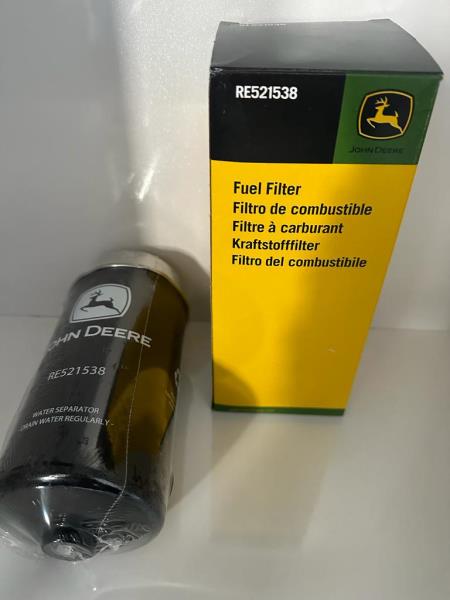 RE521538
JOHN DEERE
Fuel Filter
Filtro de combustible
Filtre à carburant
Kraftstofffilter
Filtro del combustibile
JOHN DEERE
RE521538
WATER SEPARATOR
- DRAIN WATER REGULARLY -